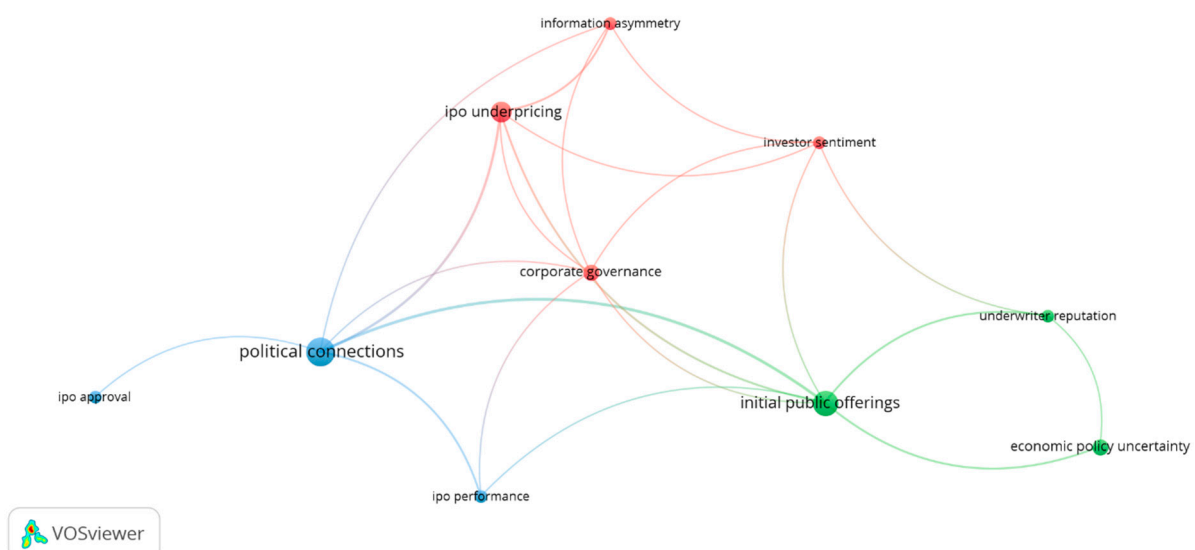 information asymmetry
ipo underpricing
investor sentiment
corporate governance
underwriter reputation
political connections
ipo approval
initial public offerings
economic policy uncertainty
ipo performance
VOSviewer